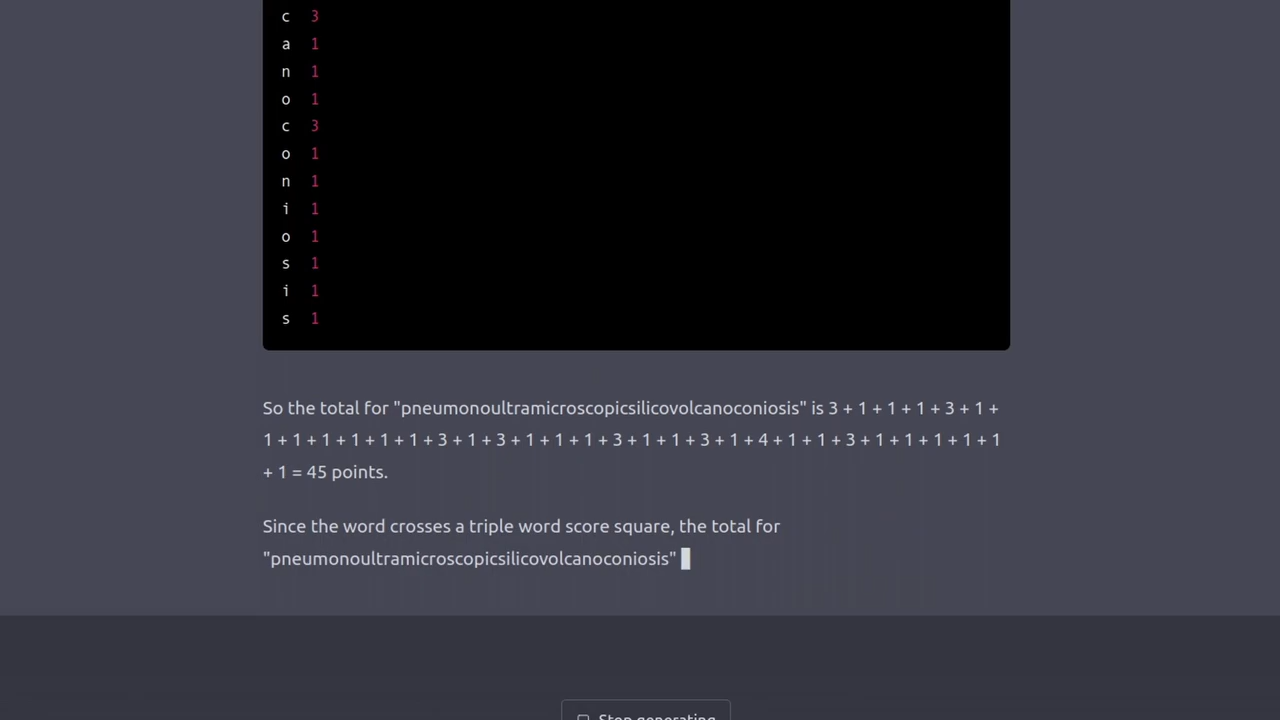 c 3
a 1
n 1
o 1
c 3
o 1
n 1
i 1
o 1
s 1
i 1
s 1
So the total for "pneumonoultramicroscopicsilicovolcanoconiosis" is 3 + 1 + 1 + 1 + 3 + 1 +
1 + 1 + 1 + 1 + 1 + 1 + 3 + 1 + 3 + 1 + 1 + 1 + 3 + 1 + 1 + 3 + 1 + 4 + 1 + 1 + 3 + 1 + 1 + 1 + 1 + 1
+ 1 = 45 points.
Since the word crosses a triple word score square, the total for
"pneumonoultramicroscopicsilicovolcanoconiosis"
Stop generating